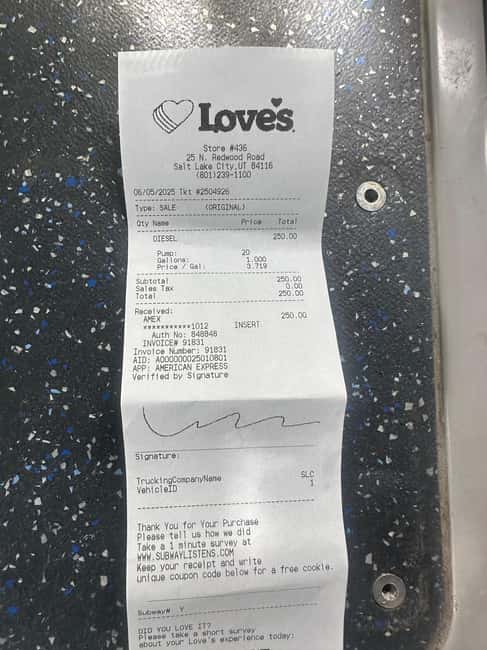 Love's
Store #436
25 N. Redwood Road
Salt Lake City,UT 84116
(801)239-1100
06/05/2025 Tkt #2504926
Type: SALE (ORIGINAL)
Qty Name Price Total
DIESEL 250.00
Pump: 20
Gallons: 1.000
Price / Gal: 3.719
Subtotal 250.00
Sales Tax 0.00
Total 250.00
Received: 250.00
AMEX
***********1012 INSERT
Auth No: 848848
INVOICE# 91831
Invoice Number: 91831
AID: A000000025010801
APP: AMERICAN EXPRESS
Verified by Signature
Signature:
TruckingCompanyName SLC
VehicleID 1
Thank You for Your Purchase
Please tell us how we did
Take a 1 minute survey at
WWW.SUBWAYLISTENS.COM
Keep your receipt and write
unique coupon code below for a free cookie.
Subway# Y
DID YOU LOVE IT?
Please take a short survey
about your Love's experience today: